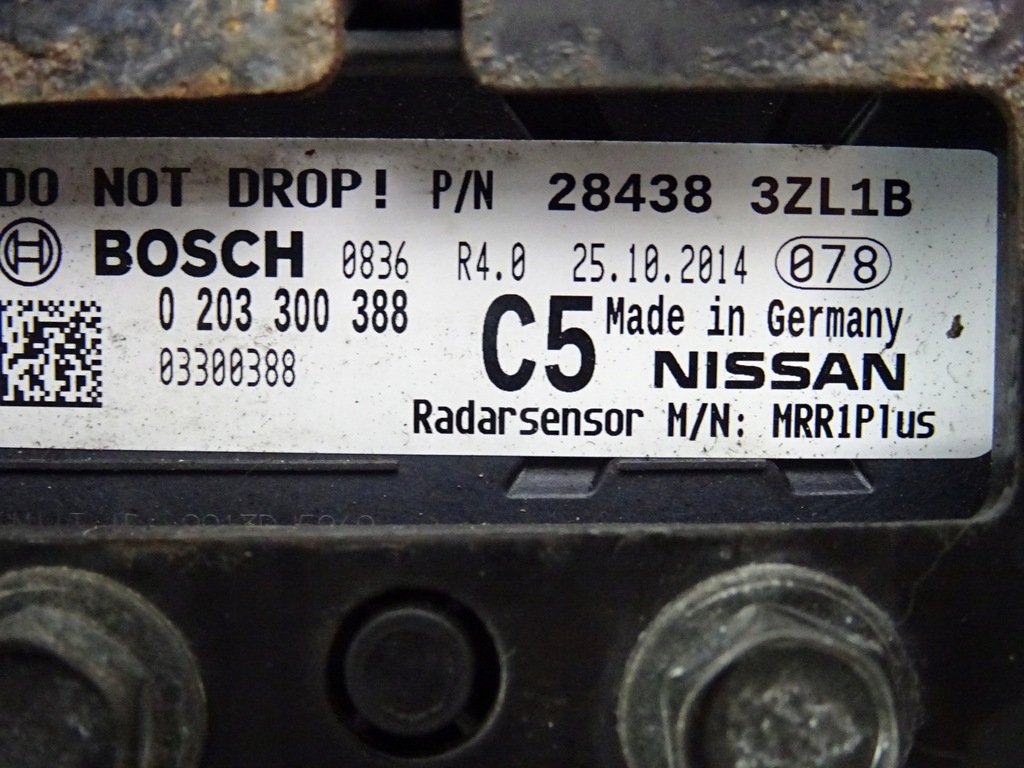 DO NOT DROP! P/N 28438 3ZL1B
BOSCH 0836 R4.0 25.10.2014 078
0 203 300 388 C5 Made in Germany
03300388 NISSAN
Radarsensor M/N: MRR1Plus